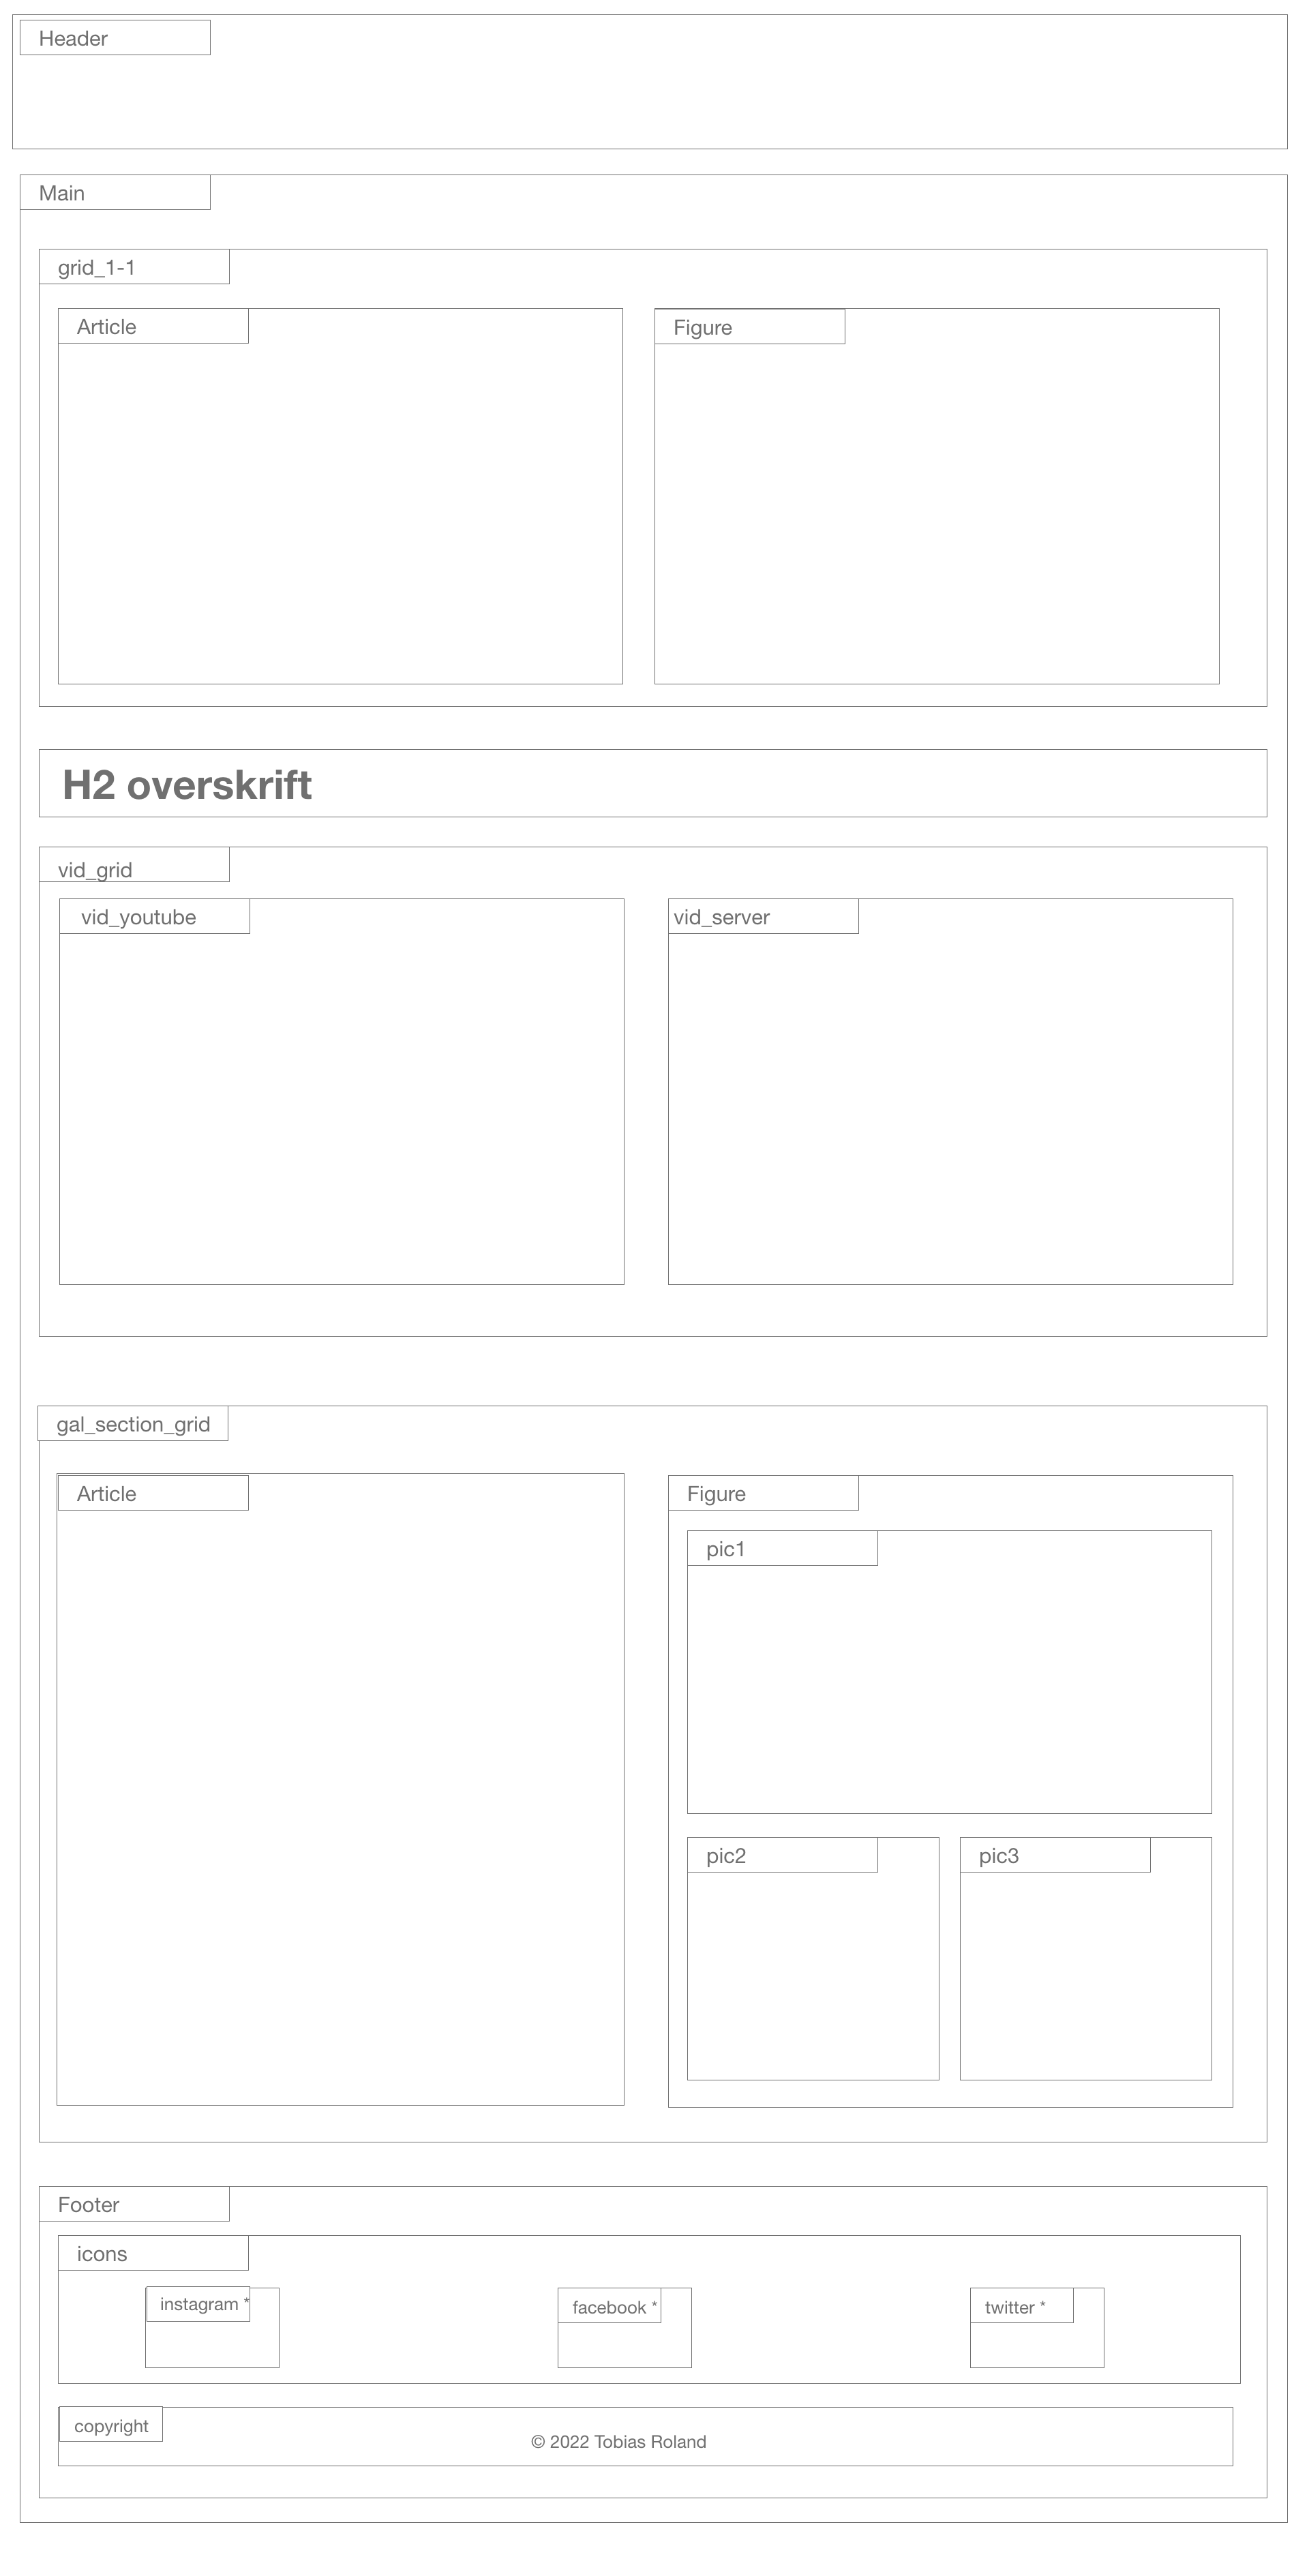 Header
Main
grid_1-1
Article
Figure
H2 overskrift
vid_grid
vid_youtube
vid_server
gal_section_grid
Article
Figure
pic1
pic2
pic3
Footer
icons
instagram *
facebook *
twitter *
copyright
© 2022 Tobias Roland